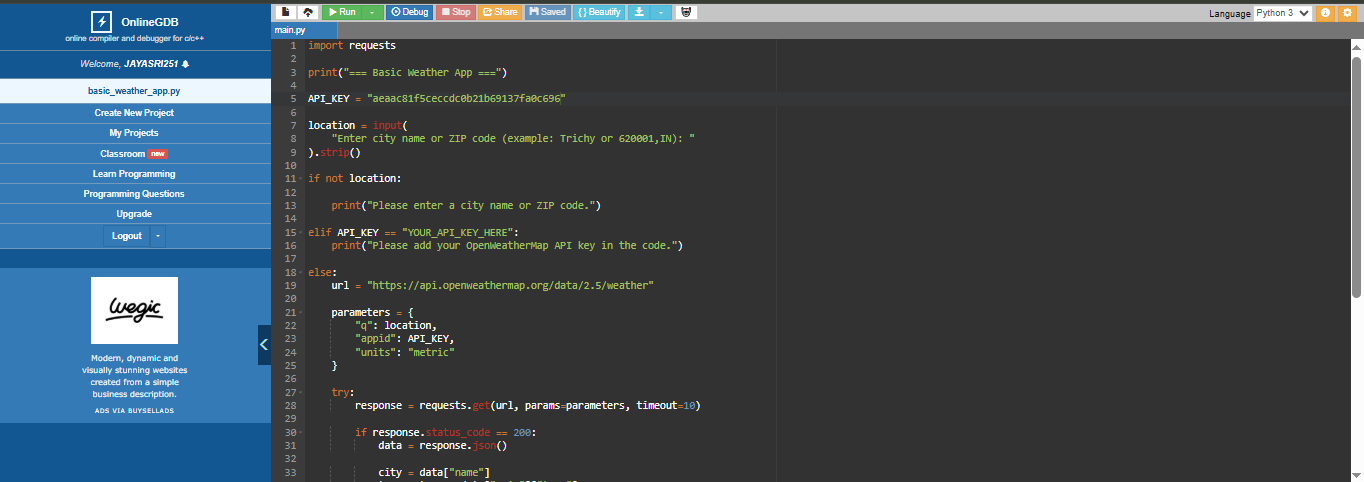 OnlineGDB
online compiler and debugger for c/c++
Welcome, JAYASRI251
basic_weather_app.py
Create New Project
My Projects
Classroom new
Learn Programming
Programming Questions
Upgrade
Logout
wegic
Modern, dynamic and
visually stunning websites
created from a simple
business description.
ADS VIA BUYSELLADS
Run Debug Stop Share Saved { } Beautify
Language Python 3
main.py
1 import requests
2
3 print("=== Basic Weather App ===")
4
5 API_KEY = "aeaac81f5ceccdc0b21b69137fa0c696"
6
7 location = input(
8     "Enter city name or ZIP code (example: Trichy or 620001,IN): "
9 ).strip()
10
11 if not location:
12
13     print("Please enter a city name or ZIP code.")
14
15 elif API_KEY == "YOUR_API_KEY_HERE":
16     print("Please add your OpenWeatherMap API key in the code.")
17
18 else:
19     url = "https://api.openweathermap.org/data/2.5/weather"
20
21     parameters = {
22         "q": location,
23         "appid": API_KEY,
24         "units": "metric"
25     }
26
27     try:
28         response = requests.get(url, params=parameters, timeout=10)
29
30         if response.status_code == 200:
31             data = response.json()
32
33             city = data["name"]